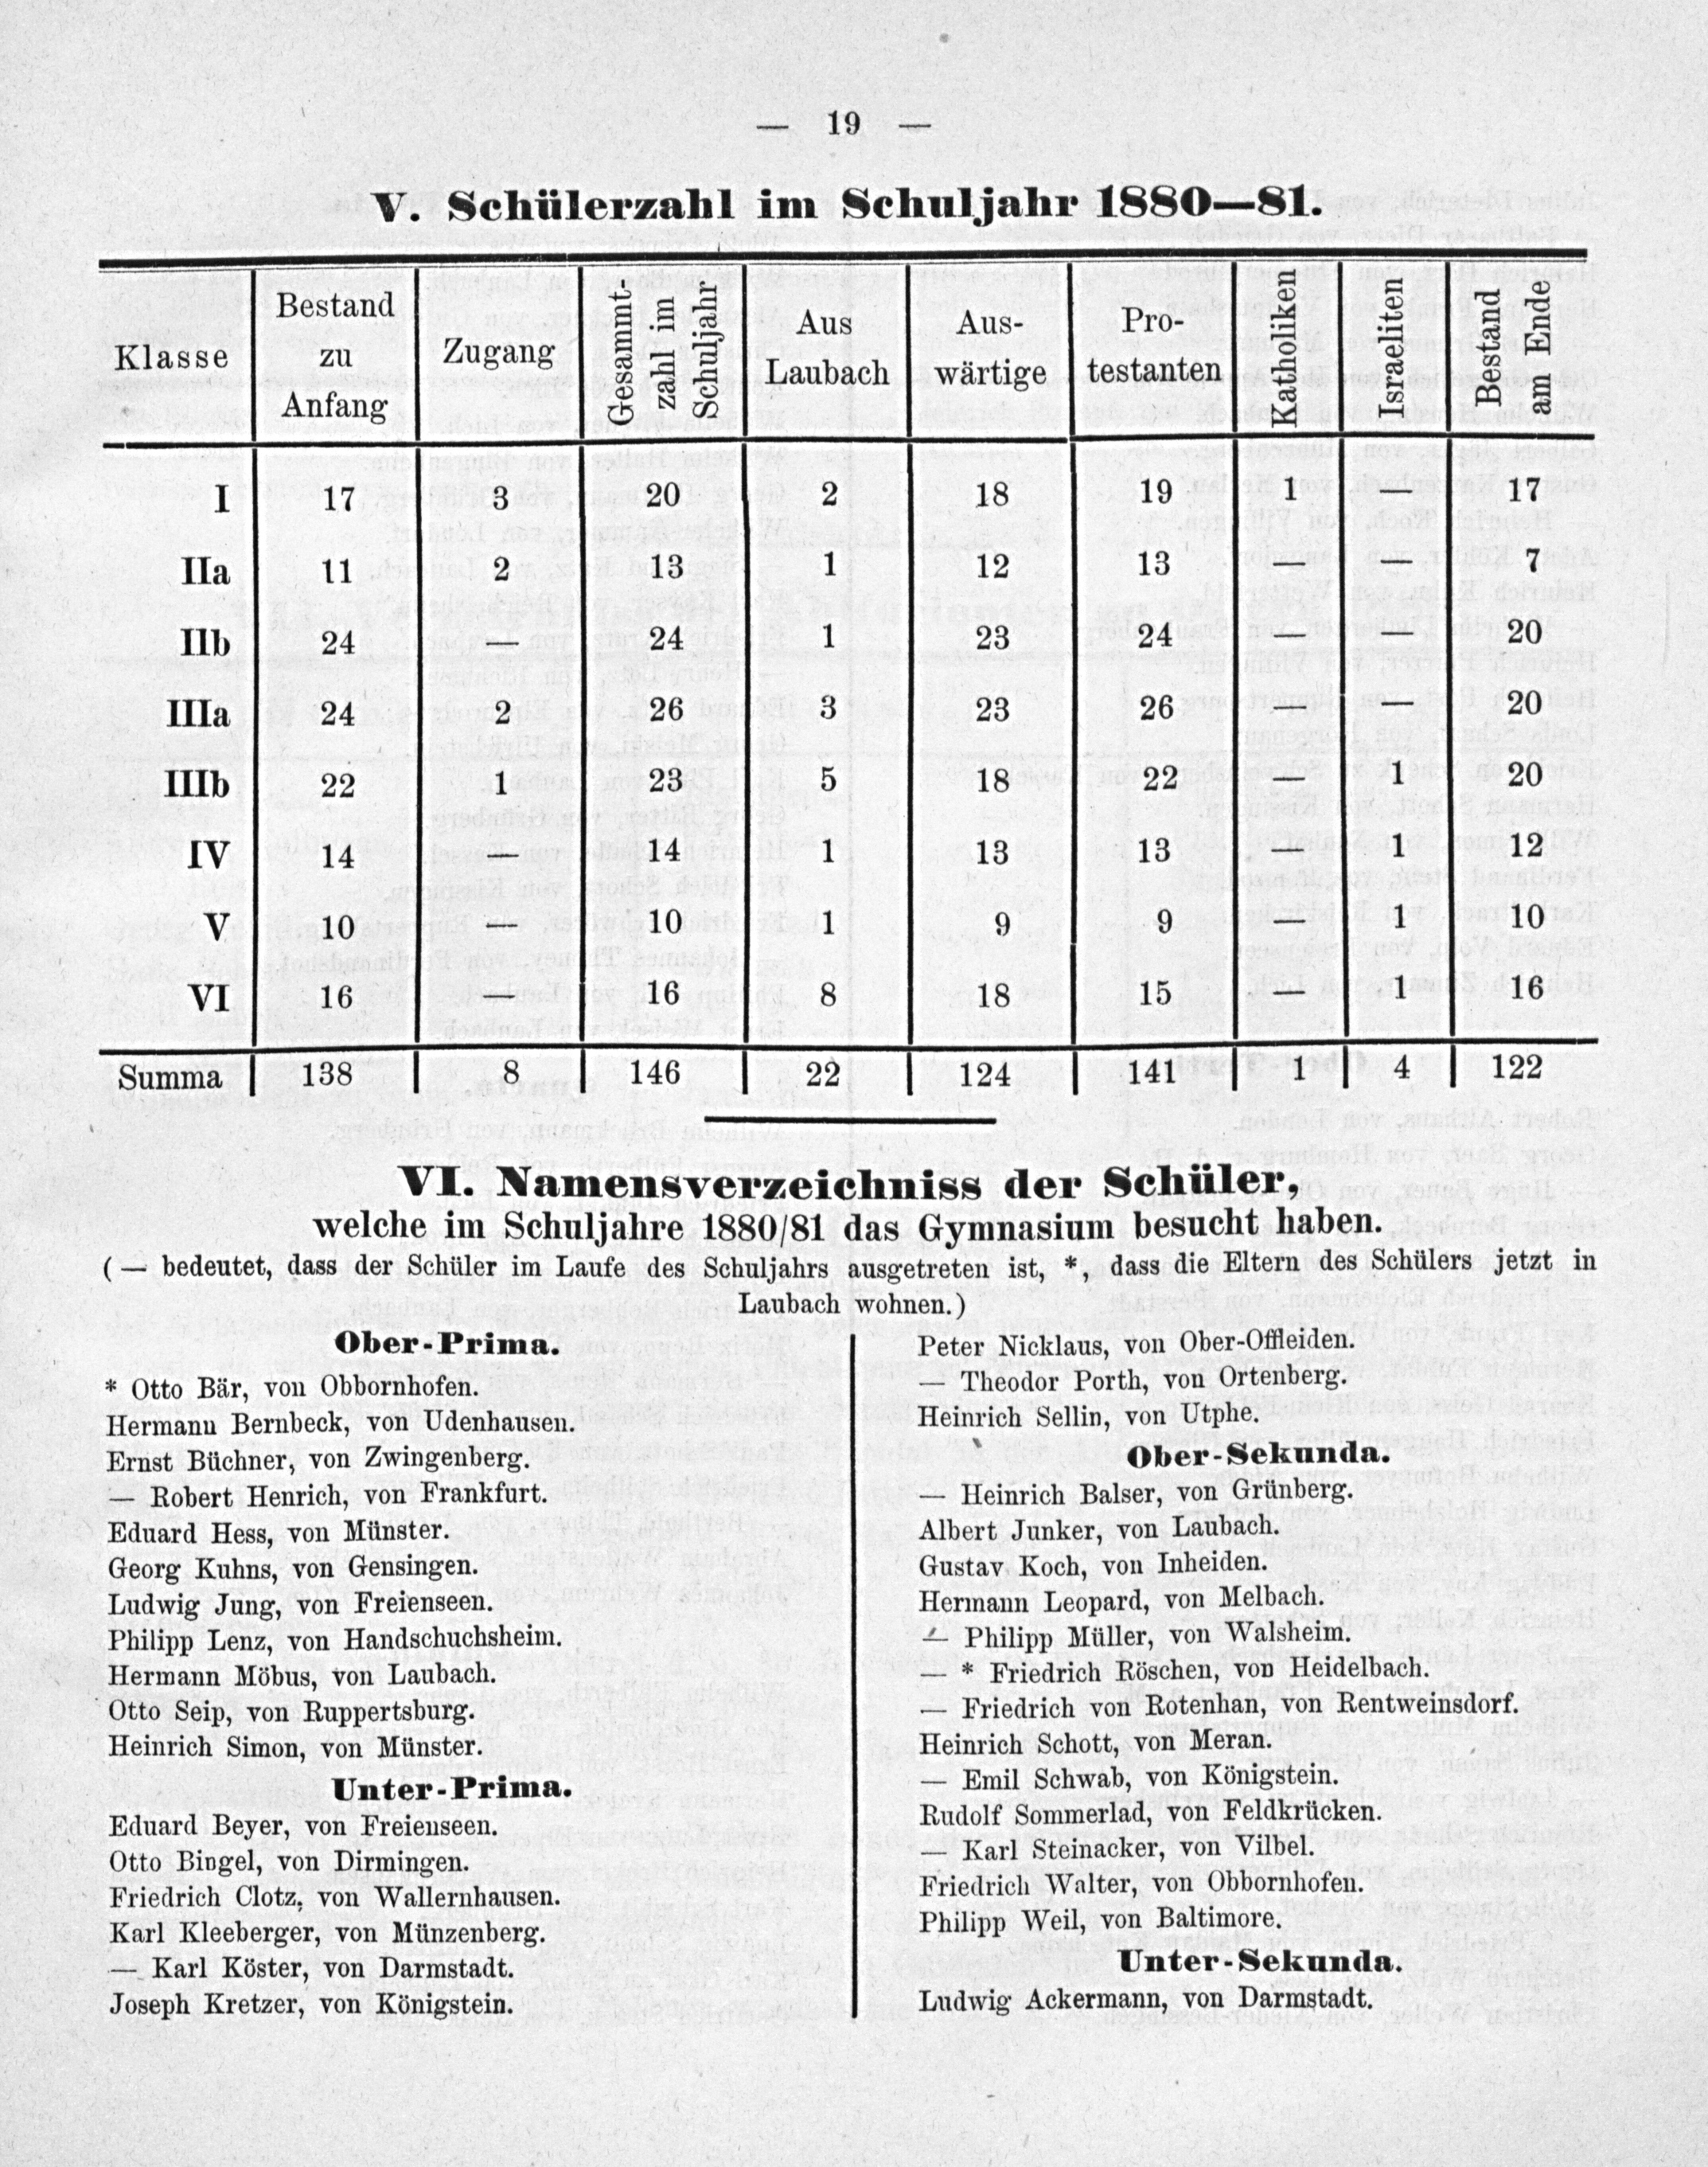 — 19 —
V. Schülerzahl im Schuljahr 1880—81.
Klasse | Bestand zu Anfang | Zugang | Gesammt-zahl im Schuljahr | Aus Laubach | Aus-wärtige | Pro-testanten | Katholiken | Israeliten | Bestand am Ende
I 17 3 20 2 18 19 1 — 17
IIa 11 2 13 1 12 13 — — 7
IIb 24 — 24 1 23 24 — — 20
IIIa 24 2 26 3 23 26 — — 20
IIIb 22 1 23 5 18 22 — 1 20
IV 14 — 14 1 13 13 — 1 12
V 10 — 10 1 9 9 — 1 10
VI 16 — 16 8 18 15 — 1 16
Summa 138 8 146 22 124 141 1 4 122
VI. Namensverzeichniss der Schüler,
welche im Schuljahre 1880/81 das Gymnasium besucht haben.
( — bedeutet, dass der Schüler im Laufe des Schuljahrs ausgetreten ist, *, dass die Eltern des Schülers jetzt in
Laubach wohnen.)
Ober-Prima.
* Otto Bär, von Obbornhofen.
Hermann Bernbeck, von Udenhausen.
Ernst Büchner, von Zwingenberg.
— Robert Henrich, von Frankfurt.
Eduard Hess, von Münster.
Georg Kuhns, von Gensingen.
Ludwig Jung, von Freienseen.
Philipp Lenz, von Handschuchsheim.
Hermann Möbus, von Laubach.
Otto Seip, von Ruppertsburg.
Heinrich Simon, von Münster.
Unter-Prima.
Eduard Beyer, von Freienseen.
Otto Bingel, von Dirmingen.
Friedrich Clotz, von Wallernhausen.
Karl Kleeberger, von Münzenberg.
— Karl Köster, von Darmstadt.
Joseph Kretzer, von Königstein.
Peter Nicklaus, von Ober-Offleiden.
— Theodor Porth, von Ortenberg.
Heinrich Sellin, von Utphe.
Ober-Sekunda.
— Heinrich Balser, von Grünberg.
Albert Junker, von Laubach.
Gustav Koch, von Inheiden.
Hermann Leopard, von Melbach.
— Philipp Müller, von Walsheim.
— * Friedrich Röschen, von Heidelbach.
— Friedrich von Rotenhan, von Rentweinsdorf.
Heinrich Schott, von Meran.
— Emil Schwab, von Königstein.
Rudolf Sommerlad, von Feldkrücken.
— Karl Steinacker, von Vilbel.
Friedrich Walter, von Obbornhofen.
Philipp Weil, von Baltimore.
Unter-Sekunda.
Ludwig Ackermann, von Darmstadt.